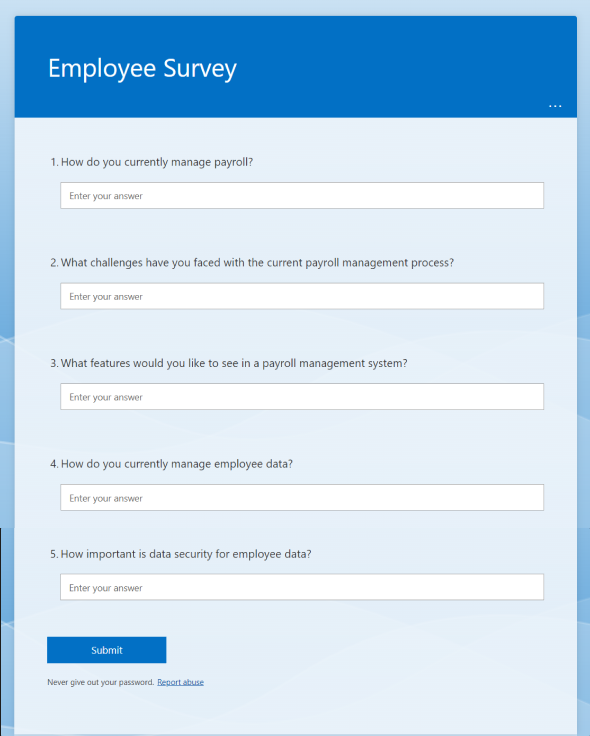 Employee Survey
...
1. How do you currently manage payroll?
Enter your answer
2. What challenges have you faced with the current payroll management process?
Enter your answer
3. What features would you like to see in a payroll management system?
Enter your answer
4. How do you currently manage employee data?
Enter your answer
5. How important is data security for employee data?
Enter your answer
Submit
Never give out your password. Report abuse